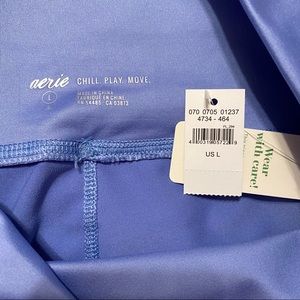 aerie CHILL. PLAY. MOVE.
L
MADE IN CHINA
FABRIQUÉ EN CHINE
RN 54485 CA 03813
070 0705 01237
4734 - 464
US L
Wear
with care!